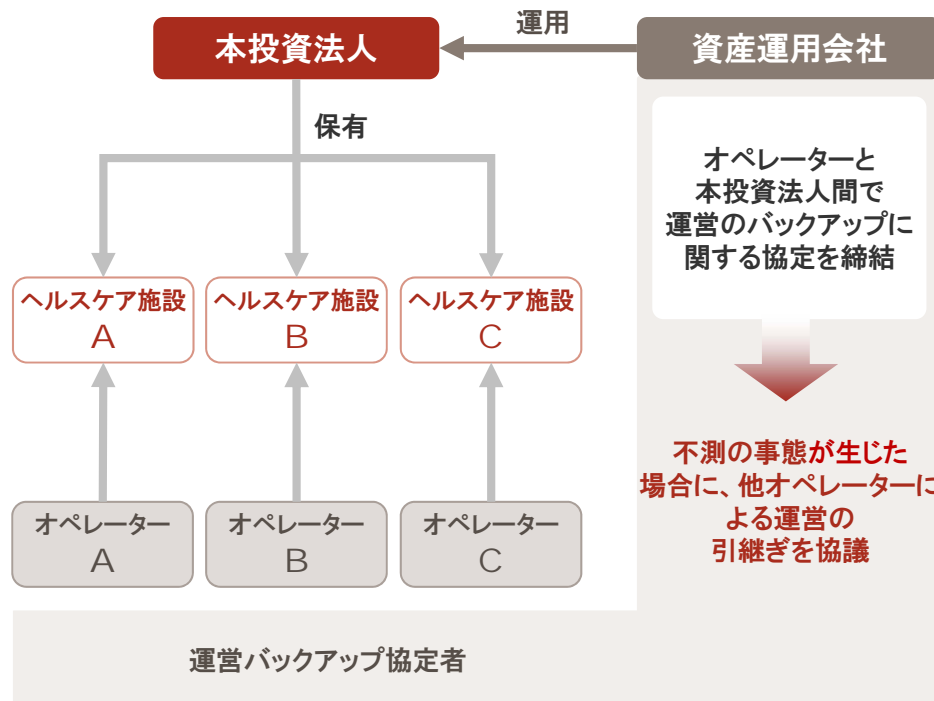 本投資法人
運用
資産運用会社
保有
オペレーターと
本投資法人間で
運営のバックアップに
関する協定を締結
ヘルスケア施設
A
ヘルスケア施設
B
ヘルスケア施設
C
不測の事態が生じた
場合に、他オペレーターに
よる運営の
引継ぎを協議
オペレーター
A
オペレーター
B
オペレーター
C
運営バックアップ協定者